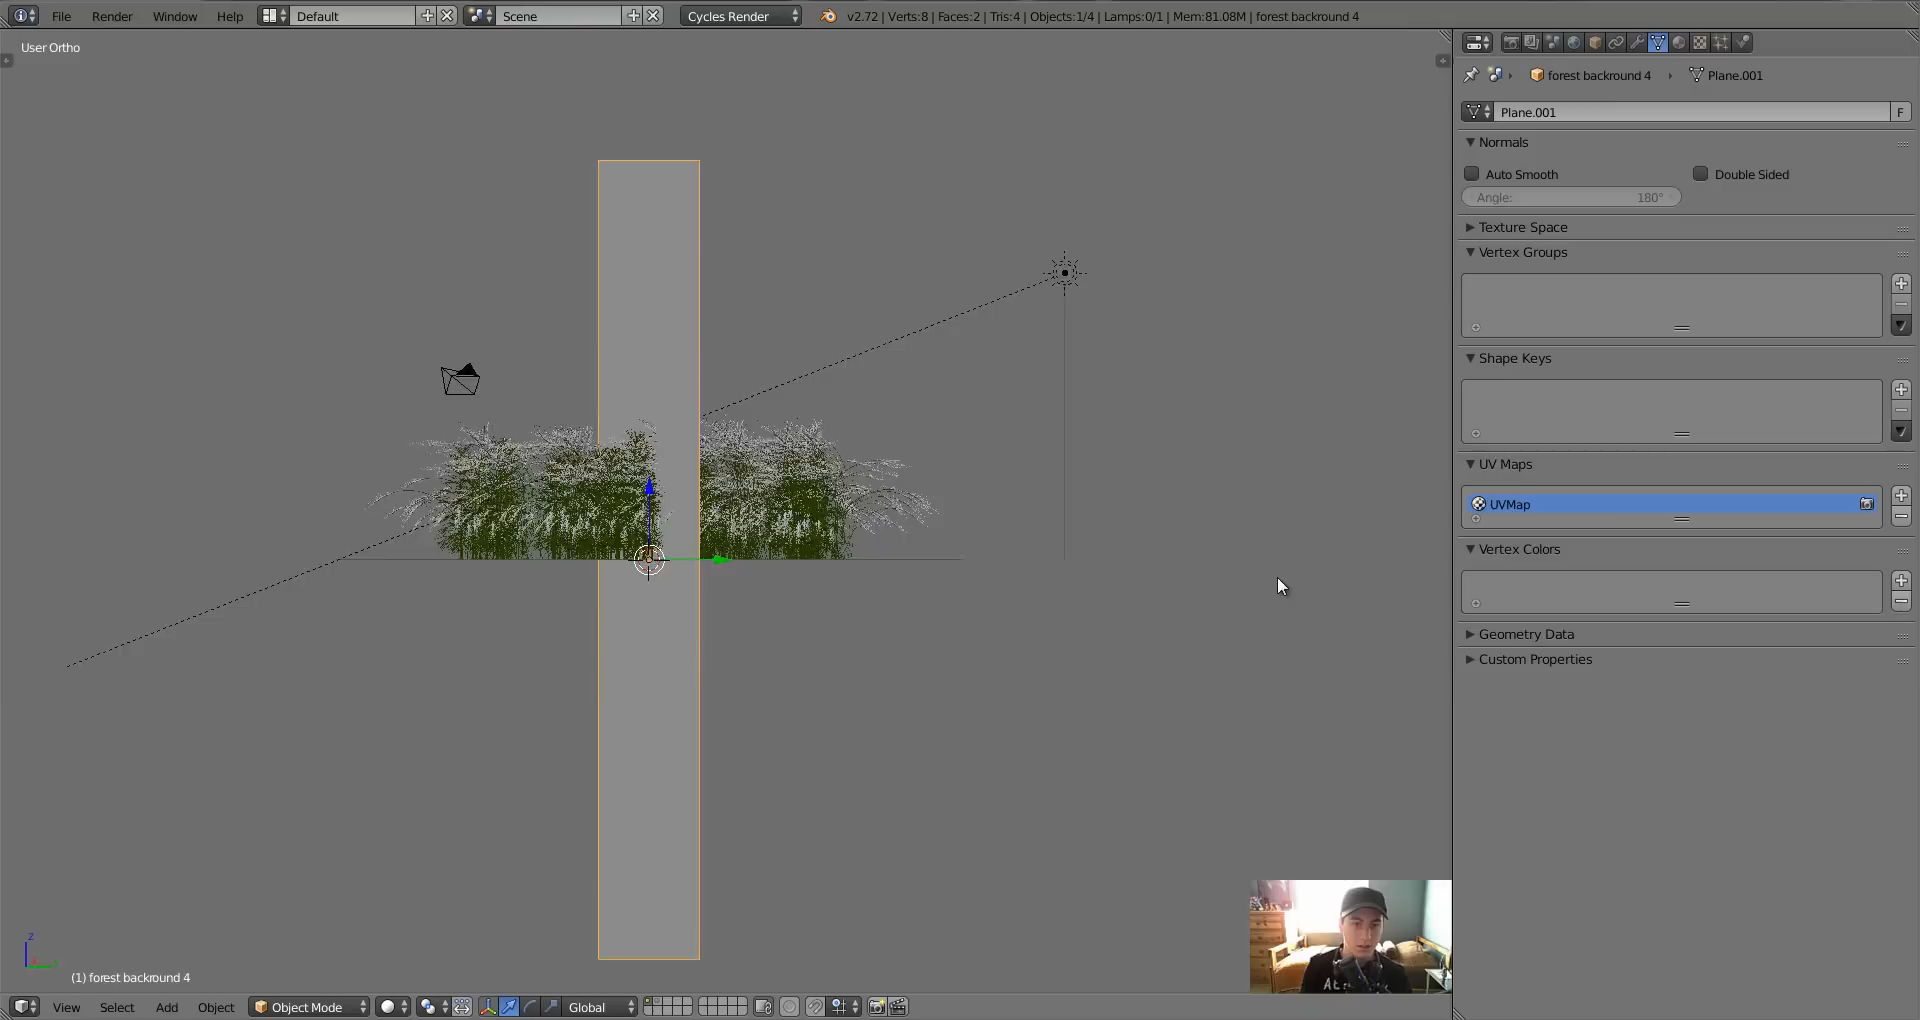 File Render Window Help Default Scene Cycles Render v2.72 | Verts:8 | Faces:2 | Tris:4 | Objects:1/4 | Lamps:0/1 | Mem:81.08M | forest backround 4
User Ortho
forest backround 4 Plane.001
Plane.001 F
Normals
Auto Smooth Double Sided
Angle: 180°
Texture Space
Vertex Groups
Shape Keys
UV Maps
UVMap
Vertex Colors
Geometry Data
Custom Properties
z
(1) forest backround 4
View Select Add Object Object Mode Global